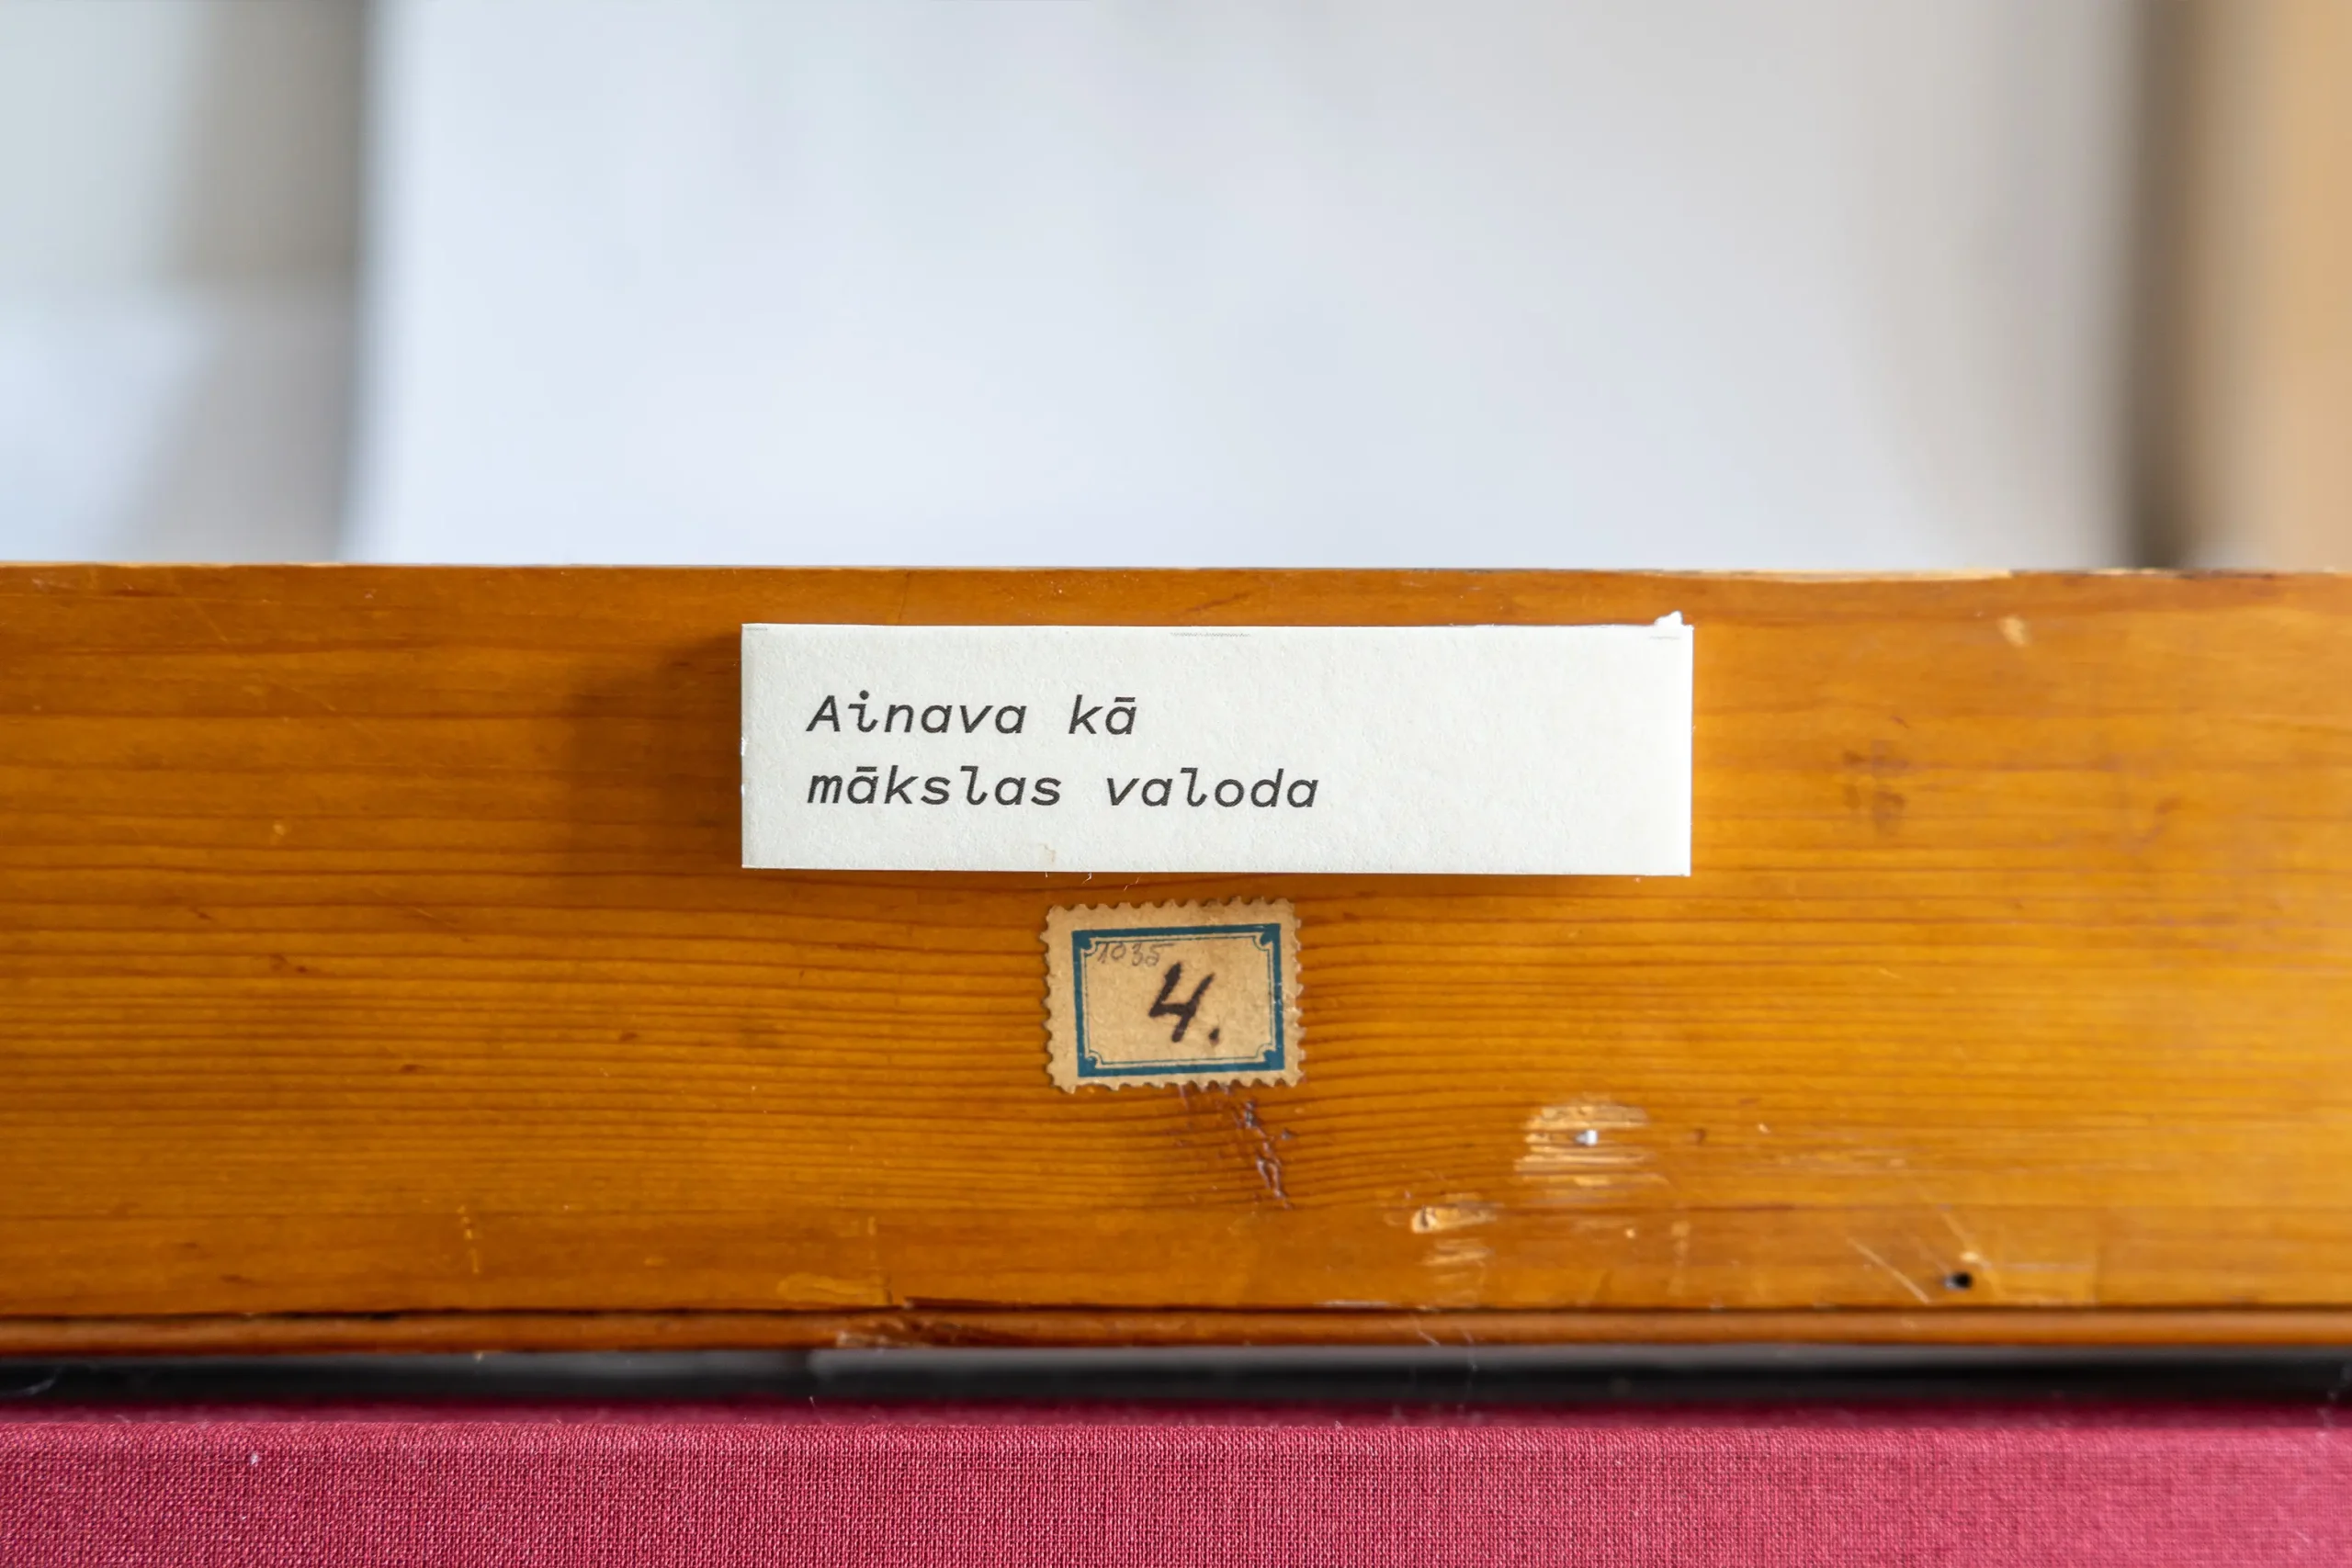 Ainava kā
mākslas valoda
1035
4.